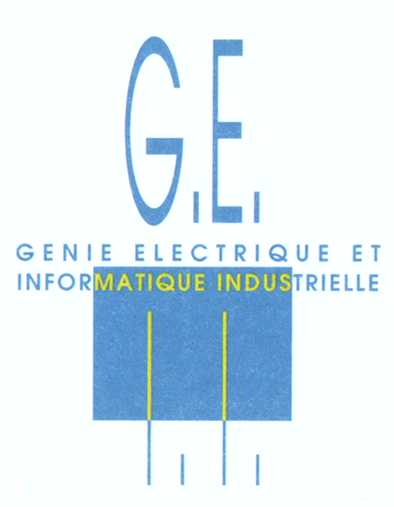 G.E.
GENIE ELECTRIQUE ET
INFORMATIQUE INDUSTRIELLE
I.I.